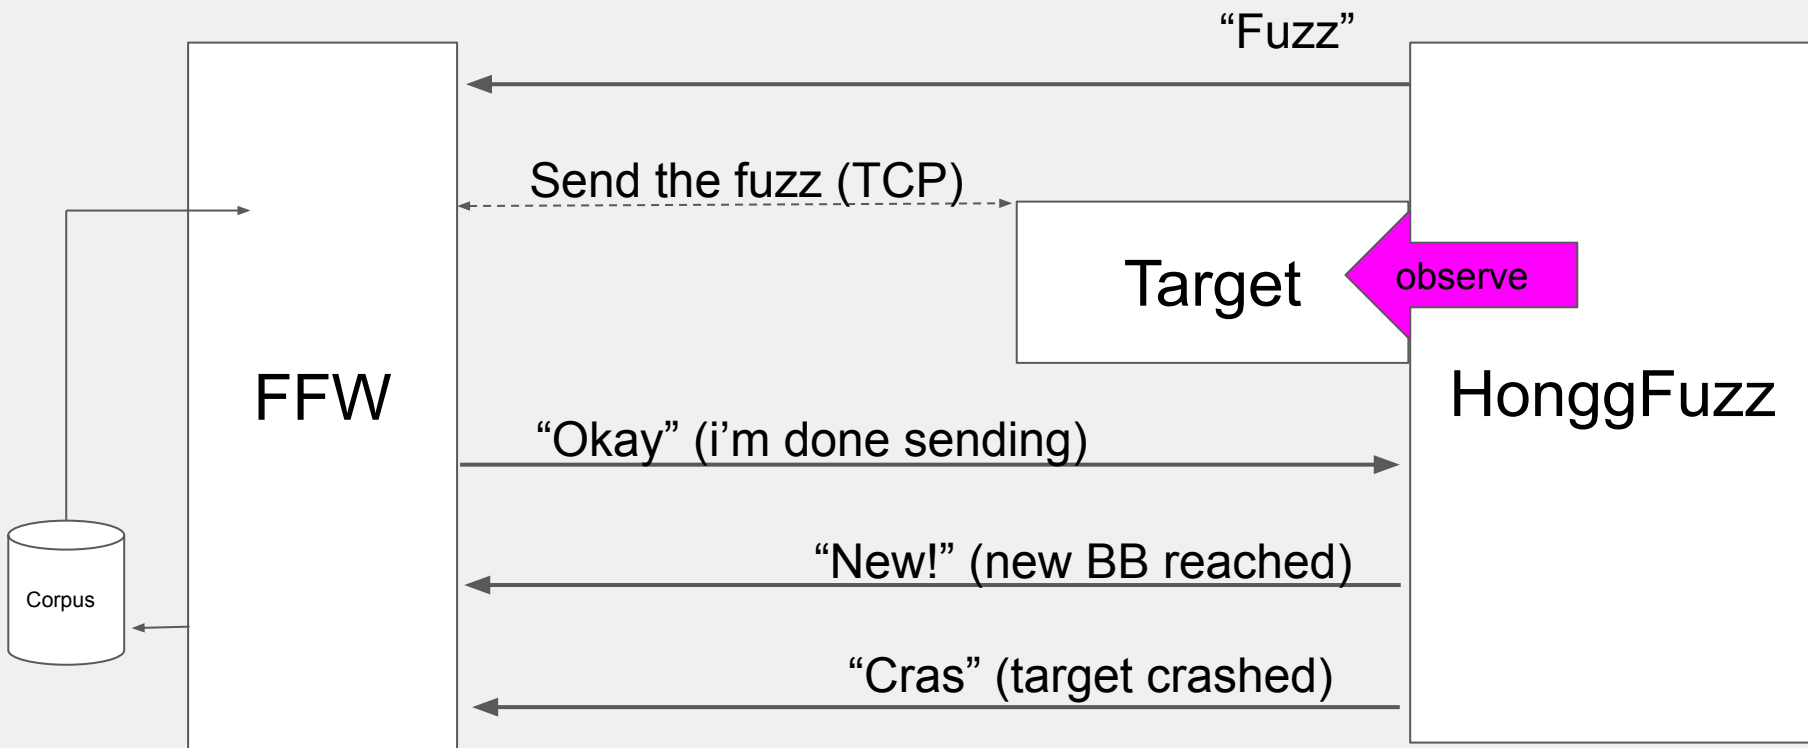 “Fuzz”
Send the fuzz (TCP)
Target
observe
FFW
HonggFuzz
“Okay” (i’m done sending)
“New!” (new BB reached)
Corpus
“Cras” (target crashed)